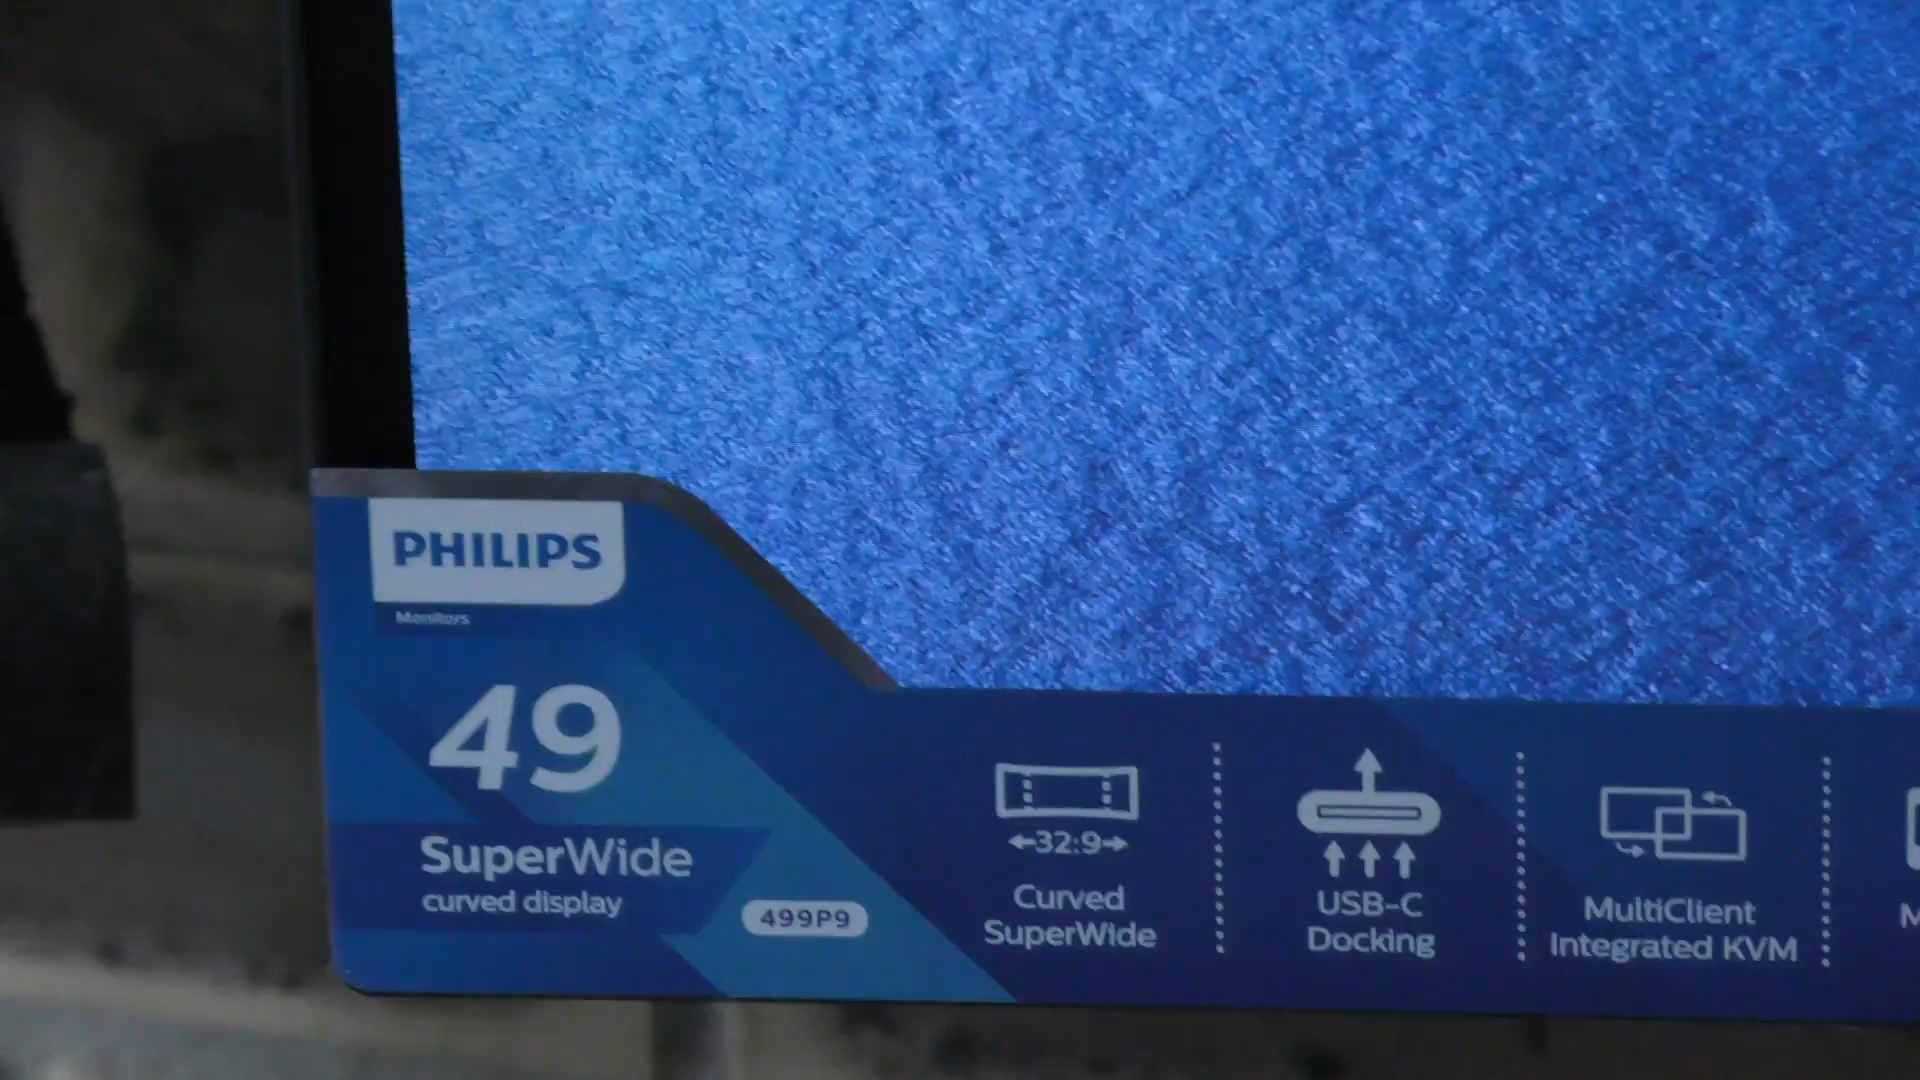 PHILIPS
Monitors
49
SuperWide
curved display
499P9
32:9
Curved
SuperWide
USB-C
Docking
MultiClient
Integrated KVM